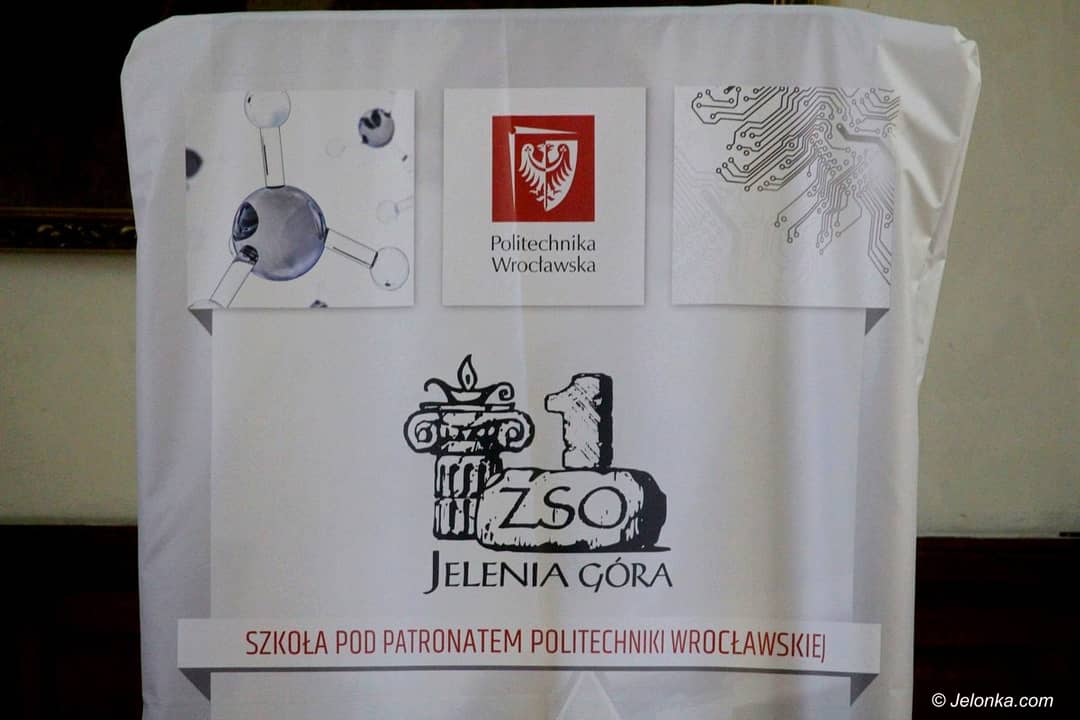 Politechnika
Wrocławska
1
ZSO
JELENIA GÓRA
SZKOŁA POD PATRONATEM POLITECHNIKI WROCŁAWSKIEJ
© Jelonka.com